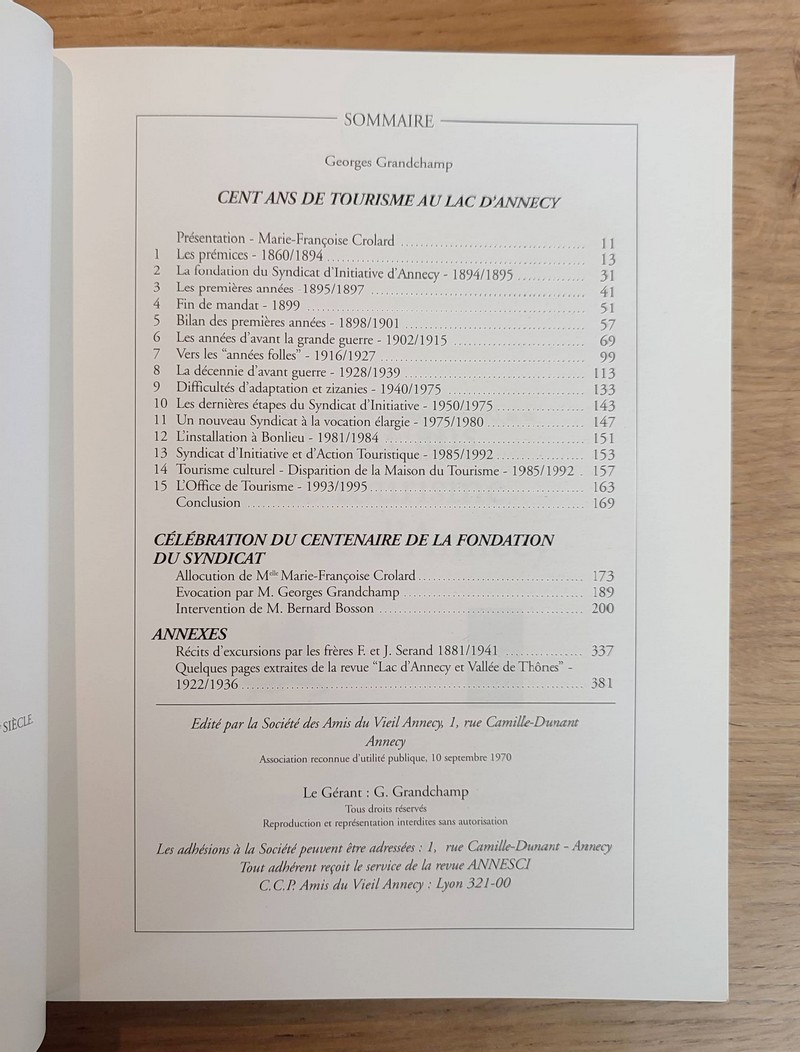 SOMMAIRE
Georges Grandchamp
CENT ANS DE TOURISME AU LAC D'ANNECY
Présentation - Marie-Françoise Crolard 11
1 Les prémices - 1860/1894 13
2 La fondation du Syndicat d'Initiative d'Annecy - 1894/1895 31
3 Les premières années -1895/1897 41
4 Fin de mandat - 1899 51
5 Bilan des premières années - 1898/1901 57
6 Les années d'avant la grande guerre - 1902/1915 69
7 Vers les "années folles" - 1916/1927 99
8 La décennie d'avant guerre - 1928/1939 113
9 Difficultés d'adaptation et zizanies - 1940/1975 133
10 Les dernières étapes du Syndicat d'Initiative - 1950/1975 143
11 Un nouveau Syndicat à la vocation élargie - 1975/1980 147
12 L'installation à Bonlieu - 1981/1984 151
13 Syndicat d'Initiative et d'Action Touristique - 1985/1992 153
14 Tourisme culturel - Disparition de la Maison du Tourisme - 1985/1992 . 157
15 L'Office de Tourisme - 1993/1995 163
Conclusion 169
CÉLÉBRATION DU CENTENAIRE DE LA FONDATION
DU SYNDICAT
Allocution de Melle Marie-Françoise Crolard 173
Evocation par M. Georges Grandchamp 189
Intervention de M. Bernard Bosson 200
ANNEXES
Récits d'excursions par les frères F. et J. Serand 1881/1941 337
Quelques pages extraites de la revue "Lac d'Annecy et Vallée de Thônes" -
1922/1936 381
Edité par la Société des Amis du Vieil Annecy, 1, rue Camille-Dunant
Annecy
Association reconnue d'utilité publique, 10 septembre 1970
Le Gérant : G. Grandchamp
Tous droits réservés
Reproduction et représentation interdites sans autorisation
Les adhésions à la Société peuvent être adressées : 1, rue Camille-Dunant - Annecy
Tout adhérent reçoit le service de la revue ANNESCI
C.C.P. Amis du Vieil Annecy : Lyon 321-00
SIÈCLE